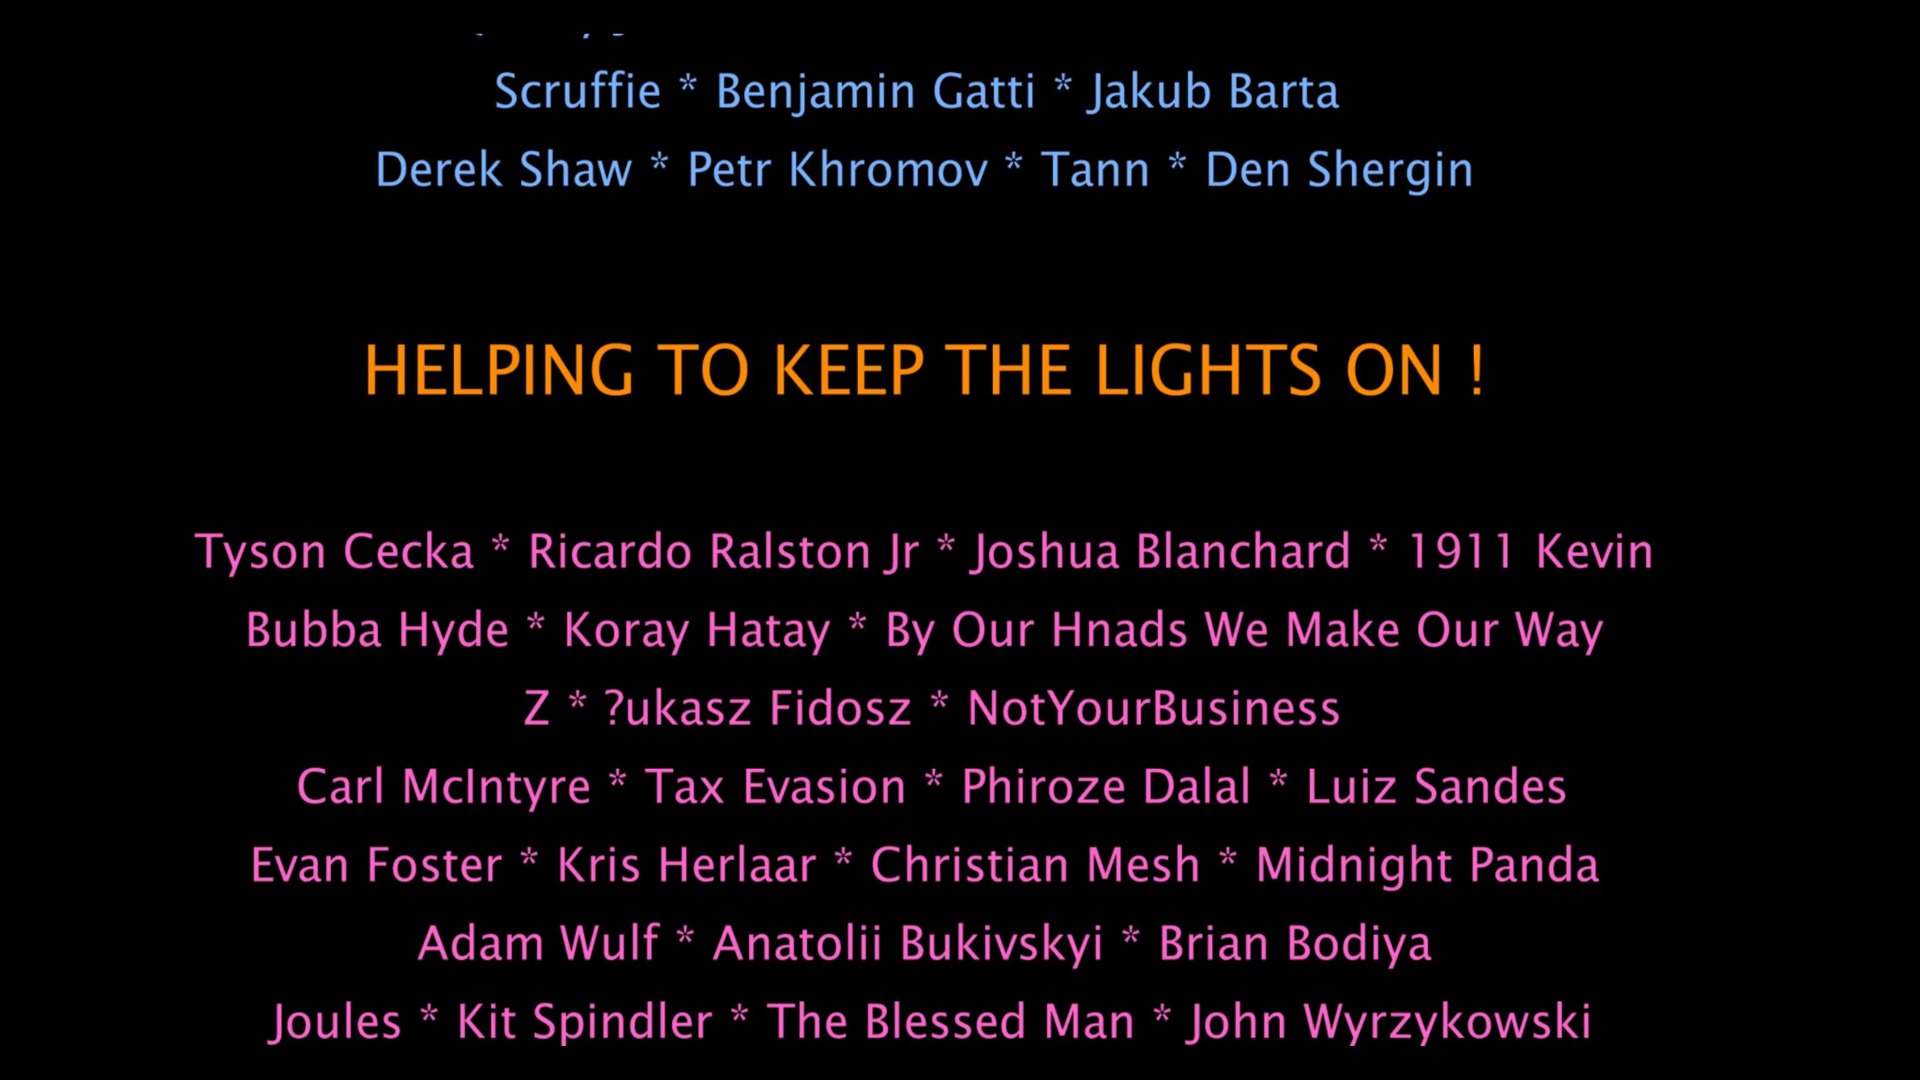 Scruffie * Benjamin Gatti * Jakub Barta
Derek Shaw * Petr Khromov * Tann * Den Shergin
HELPING TO KEEP THE LIGHTS ON !
Tyson Cecka * Ricardo Ralston Jr * Joshua Blanchard * 1911 Kevin
Bubba Hyde * Koray Hatay * By Our Hnads We Make Our Way
Z * ?ukasz Fidosz * NotYourBusiness
Carl McIntyre * Tax Evasion * Phiroze Dalal * Luiz Sandes
Evan Foster * Kris Herlaar * Christian Mesh * Midnight Panda
Adam Wulf * Anatolii Bukivskyi * Brian Bodiya
Joules * Kit Spindler * The Blessed Man * John Wyrzykowski